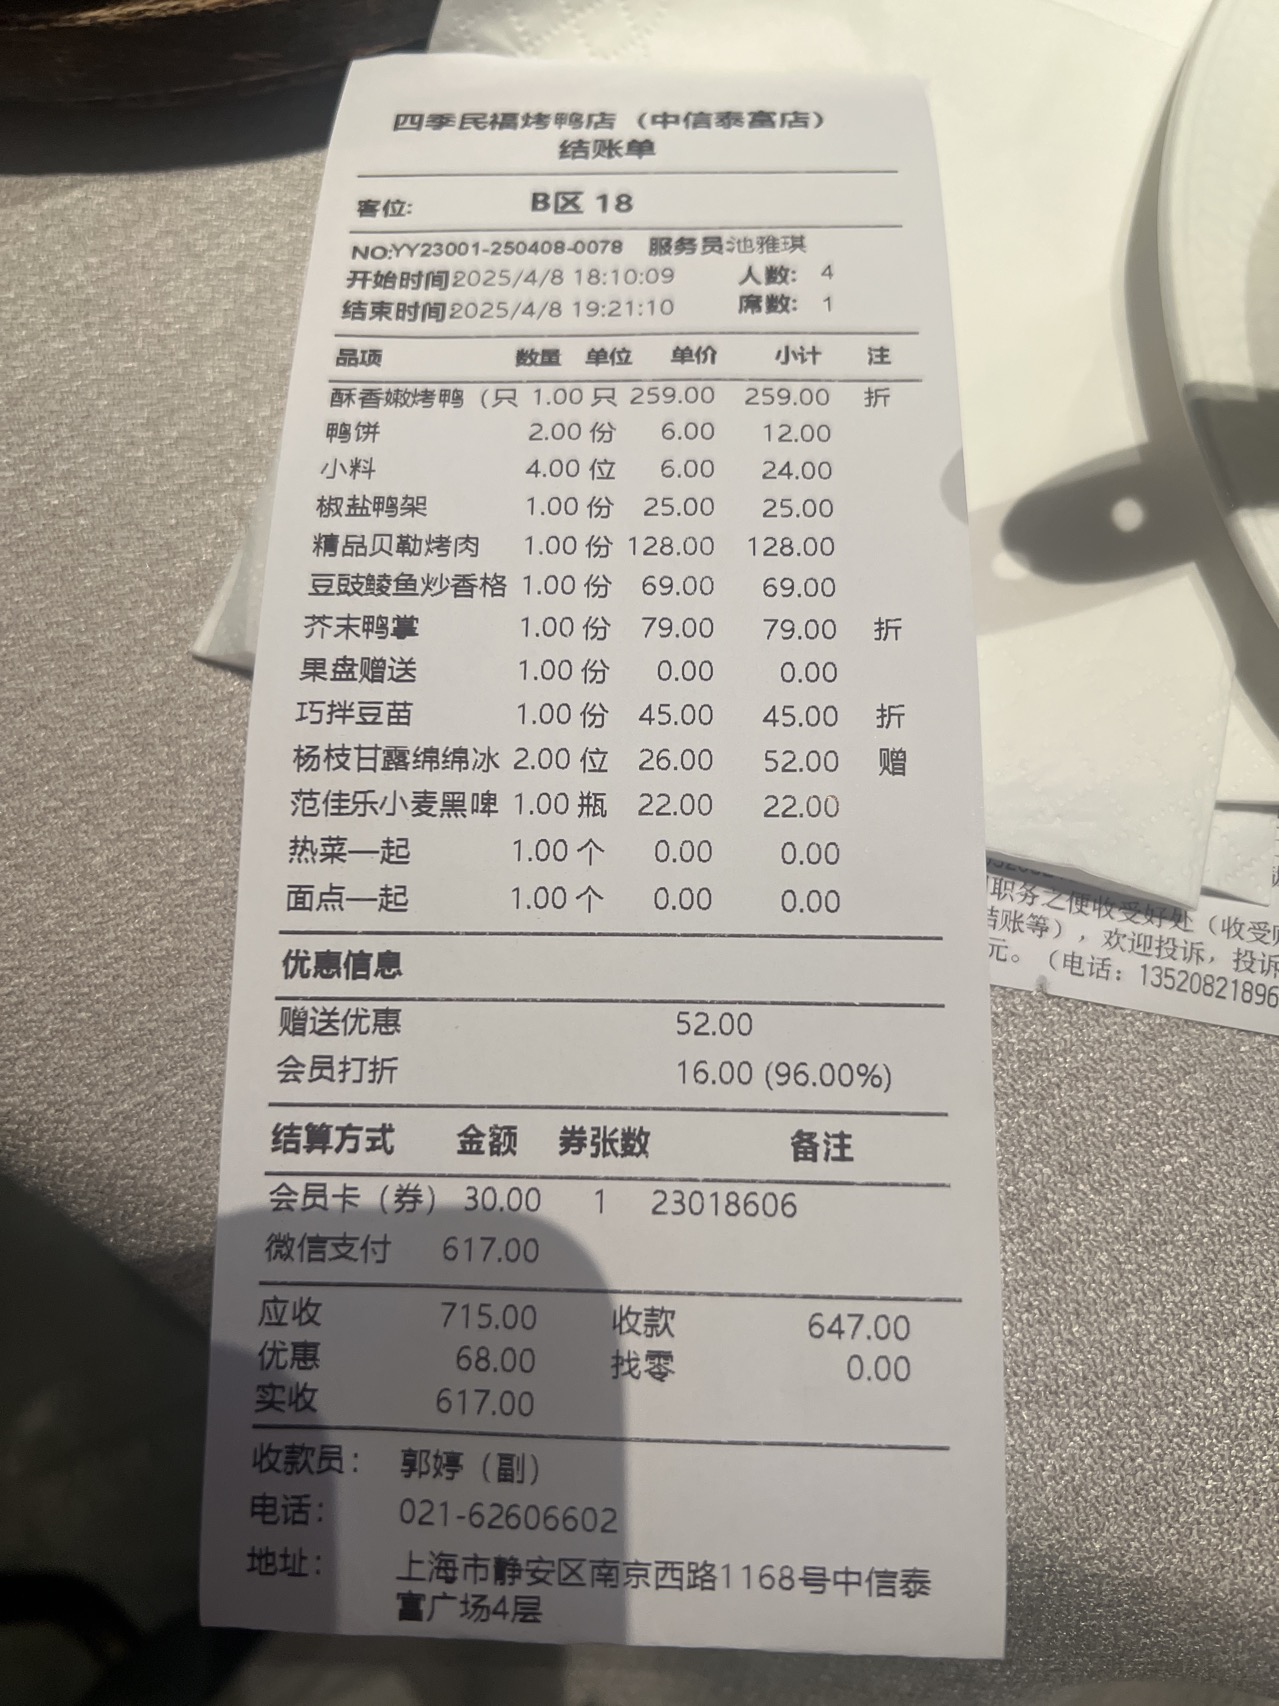 四季民福烤鸭店（中信泰富店）
结账单
客位: B区 18
NO:YY23001-250408-0078 服务员:池雅琪
开始时间2025/4/8 18:10:09 人数: 4
结束时间2025/4/8 19:21:10 席数: 1
品项 数量 单位 单价 小计 注
酥香嫩烤鸭（只 1.00 只 259.00 259.00 折
鸭饼 2.00 份 6.00 12.00
小料 4.00 位 6.00 24.00
椒盐鸭架 1.00 份 25.00 25.00
精品贝勒烤肉 1.00 份 128.00 128.00
豆豉鲮鱼炒香格 1.00 份 69.00 69.00
芥末鸭掌 1.00 份 79.00 79.00 折
果盘赠送 1.00 份 0.00 0.00
巧拌豆苗 1.00 份 45.00 45.00 折
杨枝甘露绵绵冰 2.00 位 26.00 52.00 赠
范佳乐小麦黑啤 1.00 瓶 22.00 22.00
热菜一起 1.00 个 0.00 0.00
面点一起 1.00 个 0.00 0.00
优惠信息
赠送优惠 52.00
会员打折 16.00 (96.00%)
结算方式 金额 券张数 备注
会员卡（券） 30.00 1 23018606
微信支付 617.00
应收 715.00 收款 647.00
优惠 68.00 找零 0.00
实收 617.00
收款员: 郭婷（副）
电话: 021-62606602
地址: 上海市静安区南京西路1168号中信泰
富广场4层
职务之便收受好处（收受
结账等），欢迎投诉，投诉
元。（电话：13520821896